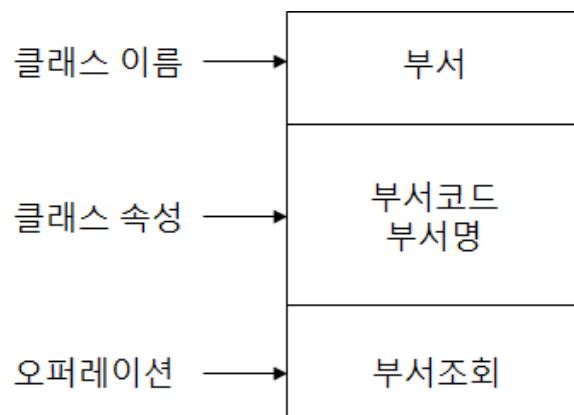 클래스 이름
부서
클래스 속성
부서코드
부서명
오퍼레이션
부서조회